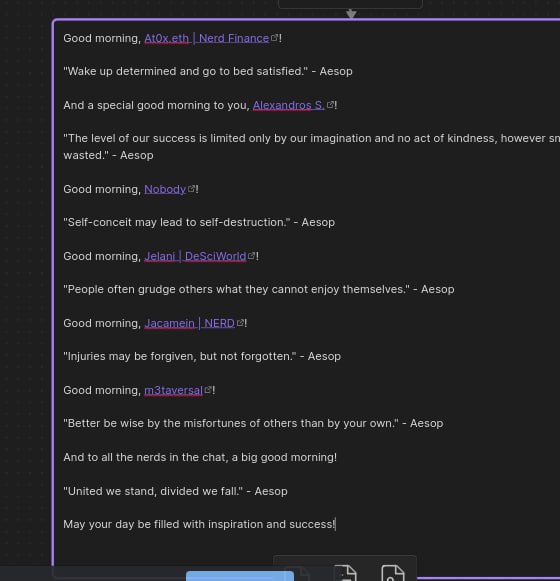 Good morning, At0x.eth | Nerd Finance!
"Wake up determined and go to bed satisfied." - Aesop
And a special good morning to you, Alexandros S.!
"The level of our success is limited only by our imagination and no act of kindness, however
wasted." - Aesop
Good morning, Nobody!
"Self-conceit may lead to self-destruction." - Aesop
Good morning, Jelani | DeSciWorld!
"People often grudge others what they cannot enjoy themselves." - Aesop
Good morning, Jacamein | NERD!
"Injuries may be forgiven, but not forgotten." - Aesop
Good morning, m3taversal!
"Better be wise by the misfortunes of others than by your own." - Aesop
And to all the nerds in the chat, a big good morning!
"United we stand, divided we fall." - Aesop
May your day be filled with inspiration and success!